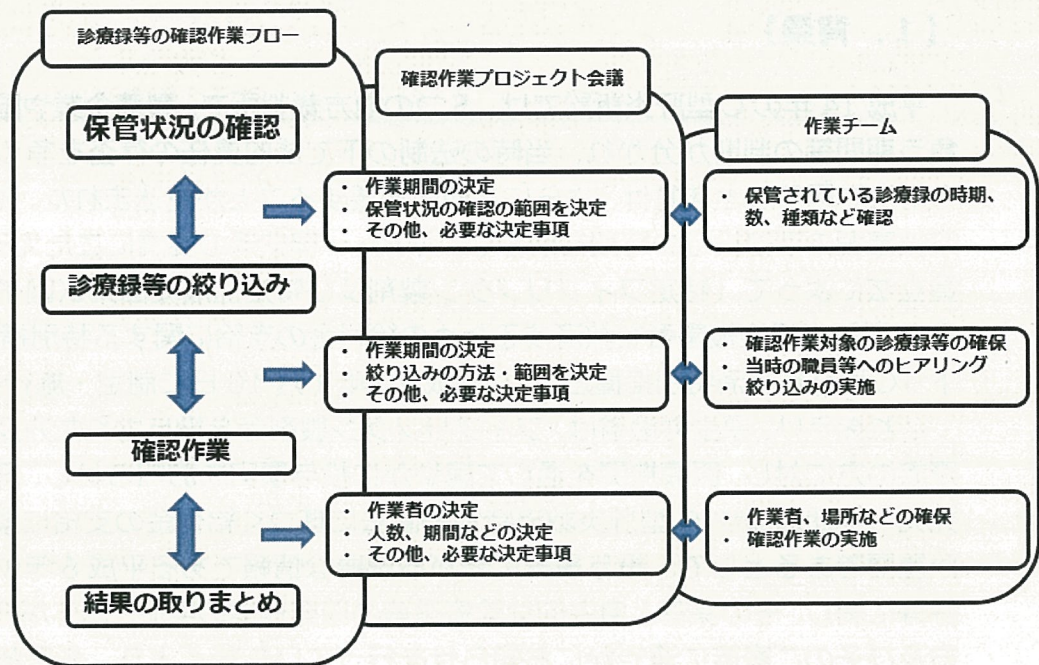 診療録等の確認作業フロー
保管状況の確認
診療録等の絞り込み
確認作業
結果の取りまとめ
確認作業プロジェクト会議
・ 作業期間の決定
・ 保管状況の確認の範囲を決定
・ その他、必要な決定事項
・ 作業期間の決定
・ 絞り込みの方法・範囲を決定
・ その他、必要な決定事項
・ 作業者の決定
・ 人数、期間などの決定
・ その他、必要な決定事項
作業チーム
・ 保管されている診療録の時期、
数、種類など確認
・ 確認作業対象の診療録等の確保
・ 当時の職員等へのヒアリング
・ 絞り込みの実施
・ 作業者、場所などの確保
・ 確認作業の実施